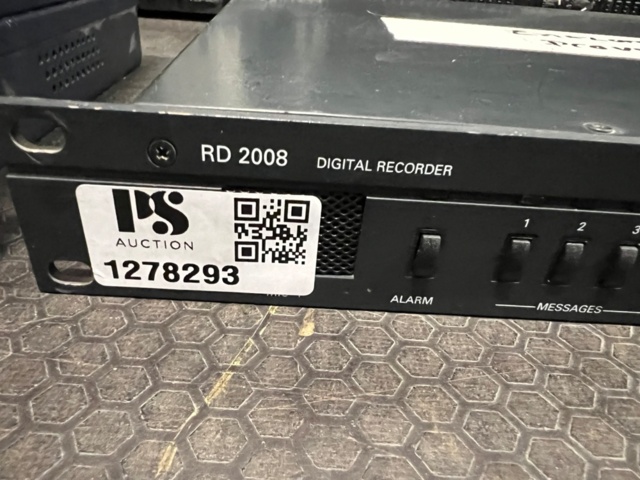 RD 2008 DIGITAL RECORDER
PS
AUCTION
1278293
ALARM
1 2 3
MESSAGES